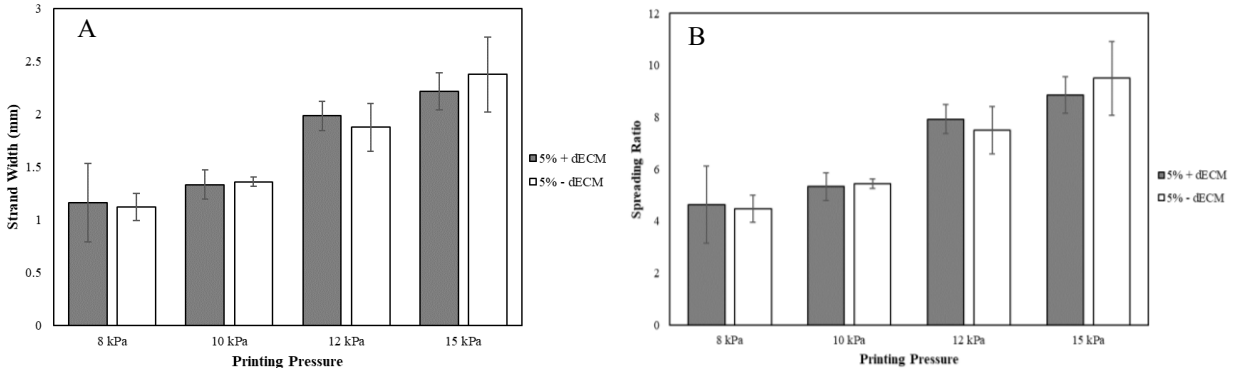 A
3
2.5
2
1.5
1
0.5
0
Strand Width (mm)
8 kPa
10 kPa
12 kPa
15 kPa
Printing Pressure
5% + dECM
5% - dECM
B
12
10
8
6
4
2
0
Spreading Ratio
8 kPa
10 kPa
12 kPa
15 kPa
Printing Pressure
5% + dECM
5% - dECM